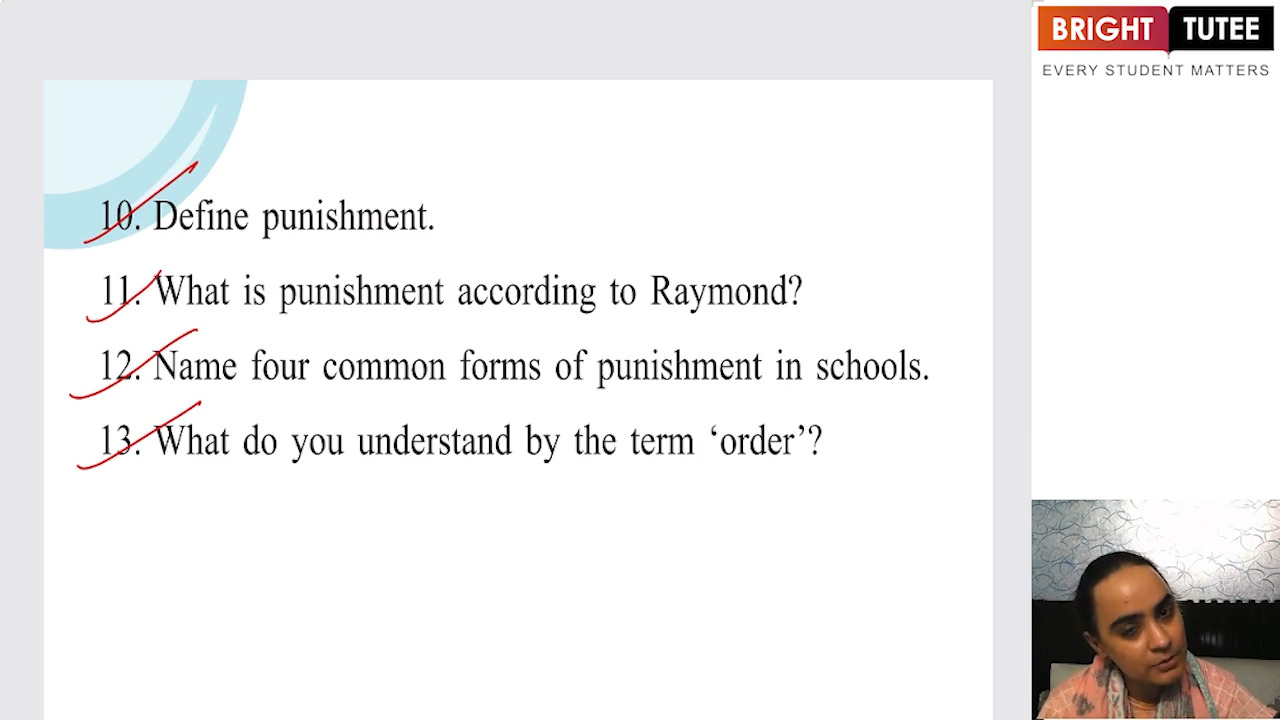 BRIGHT TUTEE
EVERY STUDENT MATTERS
10. Define punishment.
11. What is punishment according to Raymond?
12. Name four common forms of punishment in schools.
13. What do you understand by the term ‘order’?